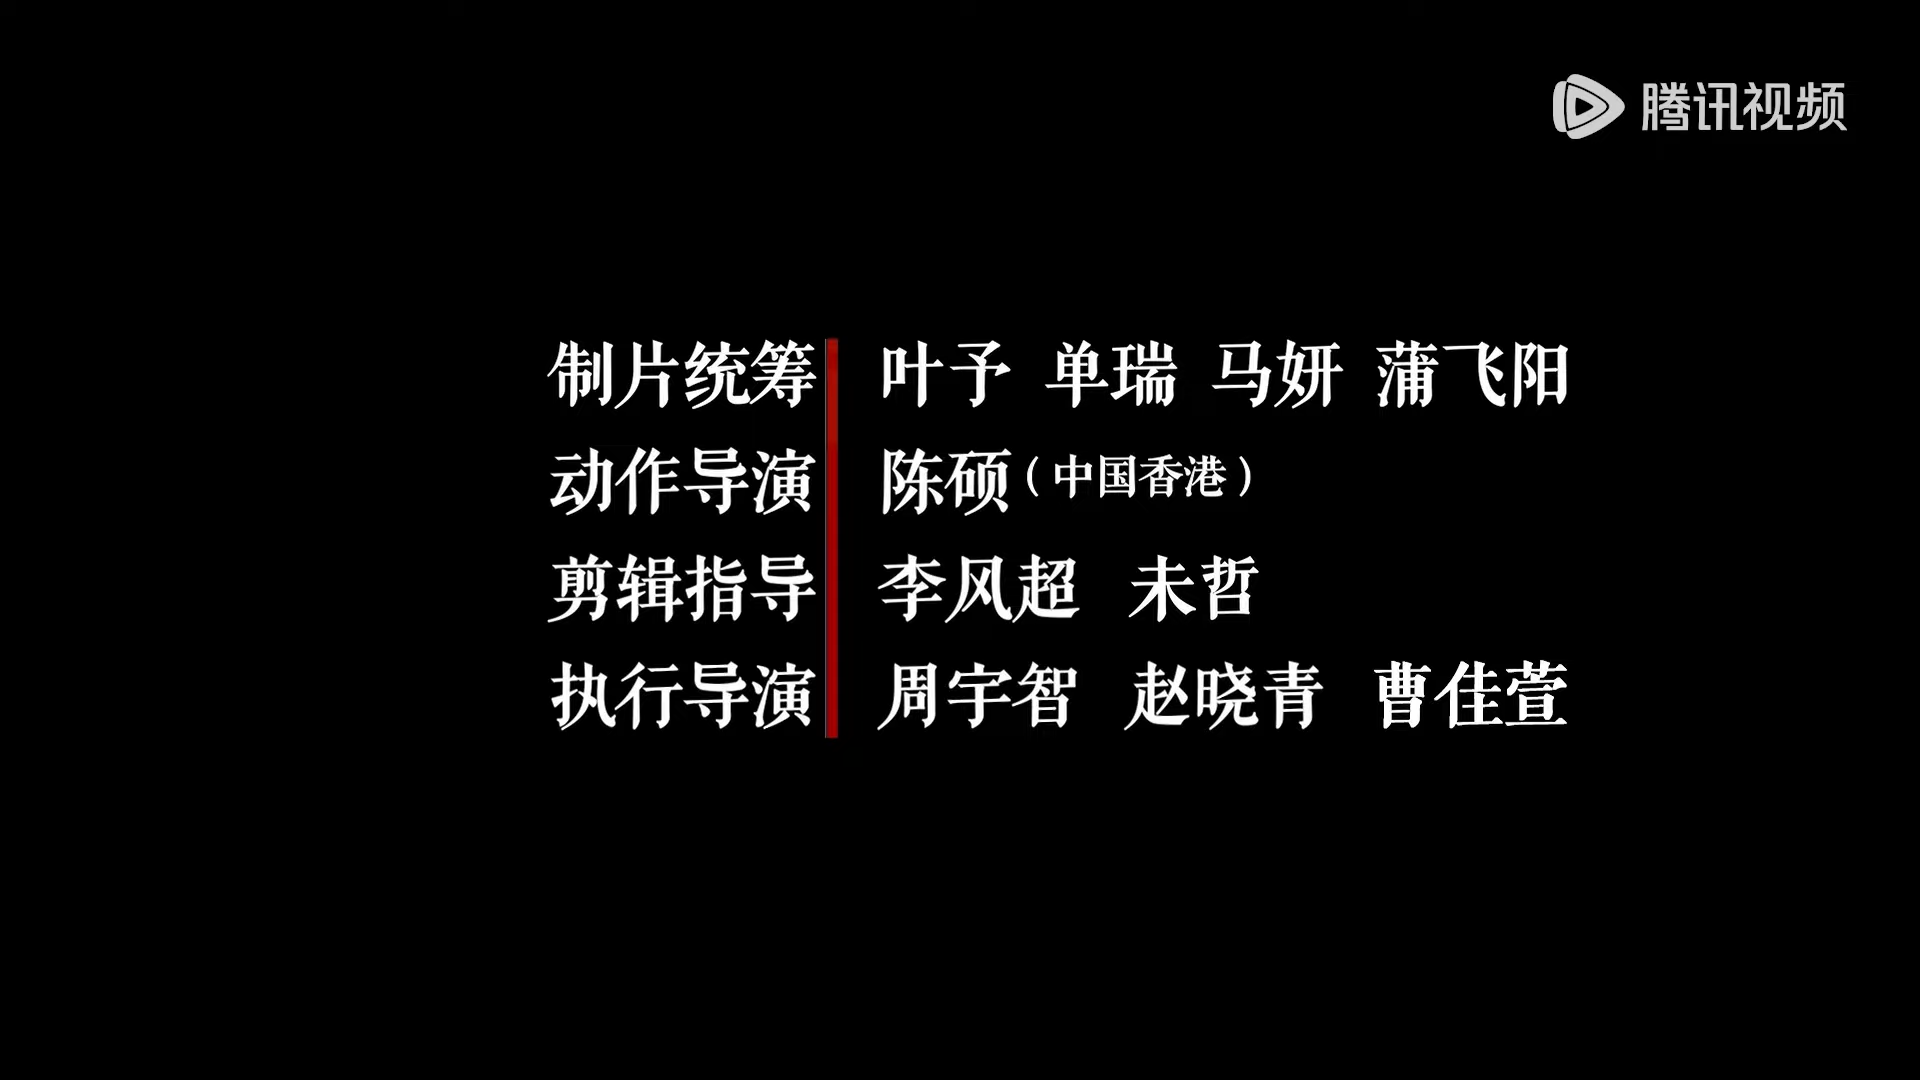 腾讯视频
制片统筹 叶予 单瑞 马妍 蒲飞阳
动作导演 陈硕（中国香港）
剪辑指导 李风超 未哲
执行导演 周宇智 赵晓青 曹佳萱